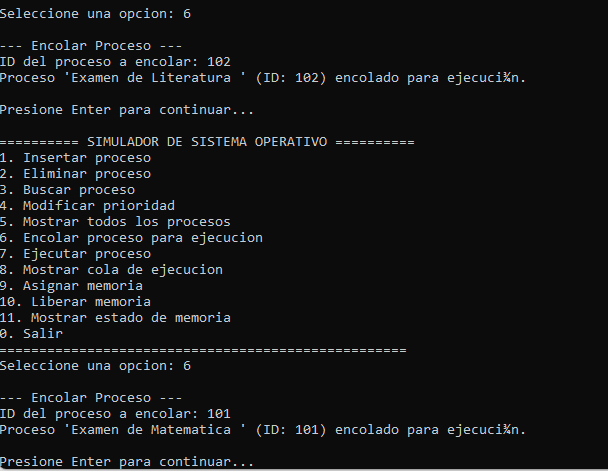 Seleccione una opcion: 6
--- Encolar Proceso ---
ID del proceso a encolar: 102
Proceso 'Examen de Literatura ' (ID: 102) encolado para ejecuci¾n.
Presione Enter para continuar...
========== SIMULADOR DE SISTEMA OPERATIVO ==========
1. Insertar proceso
2. Eliminar proceso
3. Buscar proceso
4. Modificar prioridad
5. Mostrar todos los procesos
6. Encolar proceso para ejecucion
7. Ejecutar proceso
8. Mostrar cola de ejecucion
9. Asignar memoria
10. Liberar memoria
11. Mostrar estado de memoria
0. Salir
===================================================
Seleccione una opcion: 6
--- Encolar Proceso ---
ID del proceso a encolar: 101
Proceso 'Examen de Matematica ' (ID: 101) encolado para ejecuci¾n.
Presione Enter para continuar...